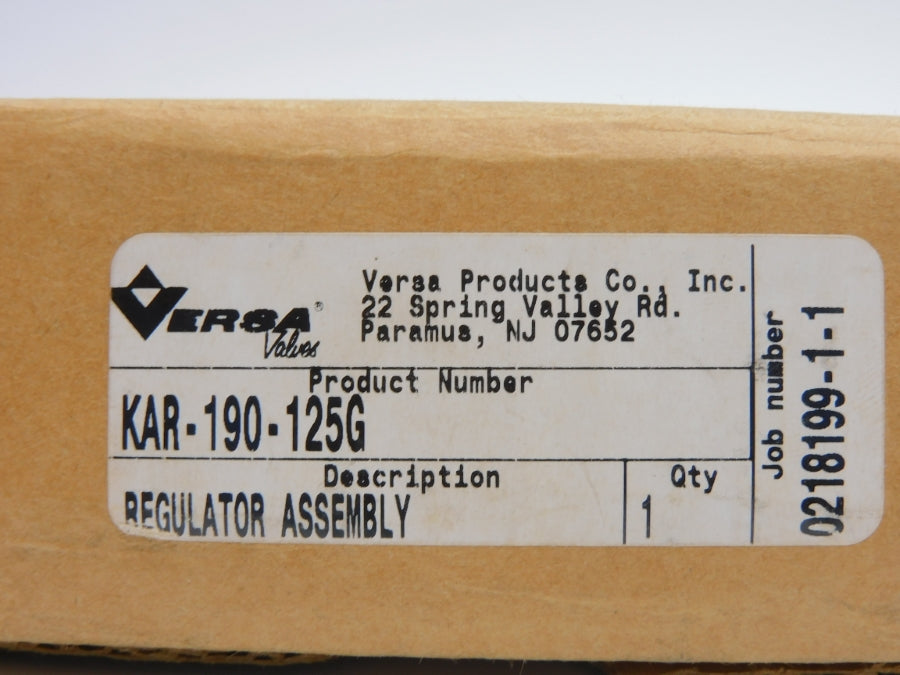 VERSA®
Valves
Versa Products Co., Inc.
22 Spring Valley Rd.
Paramus, NJ 07652
Product Number
KAR-190-125G
Description
REGULATOR ASSEMBLY
Qty
1
Job number
0218199-1-1